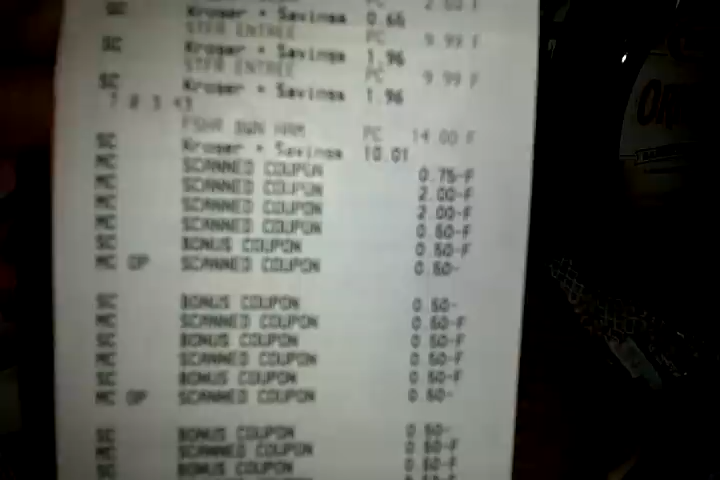 SC Kroger + Savings 0.65
STFR ENTREE PC 9.99 F
SC Kroger + Savings 1.96
STFR ENTREE PC 9.99 F
SC Kroger + Savings 1.96
7 @ 3.43
PC 14.00 F
SC Kroger + Savings 10.01
MC SCANNED COUPON 0.75-F
MC SCANNED COUPON 2.00-F
MC SCANNED COUPON 2.00-F
MC SCANNED COUPON 0.50-F
SC BONUS COUPON 0.50-F
MC OP SCANNED COUPON 0.50-
SC BONUS COUPON 0.50-
MC SCANNED COUPON 0.50-F
SC BONUS COUPON 0.50-F
MC SCANNED COUPON 0.50-F
SC BONUS COUPON 0.50-F
MC OP SCANNED COUPON 0.50-
SC BONUS COUPON 0.50-
MC SCANNED COUPON 0.50-F
SC BONUS COUPON 0.50-F